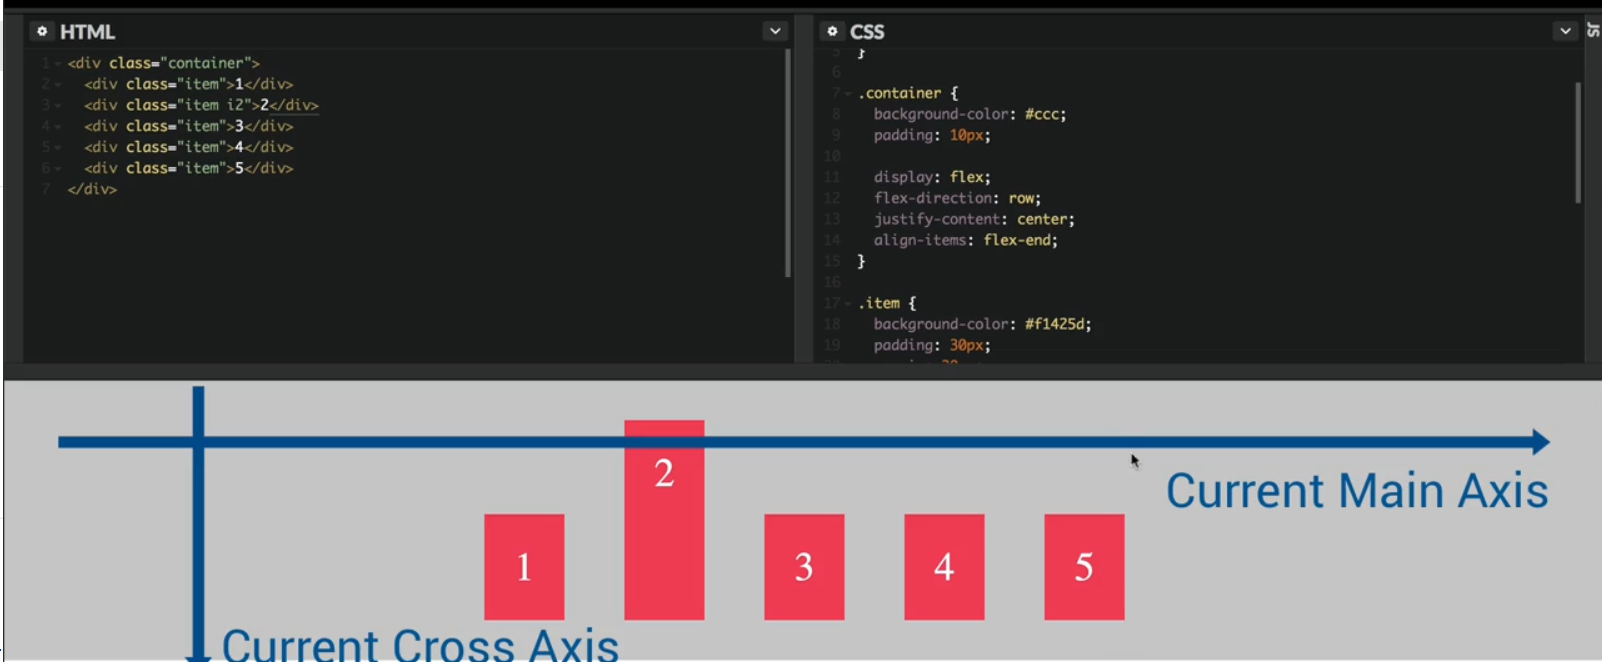 HTML
1 <div class="container">
2 <div class="item">1</div>
3 <div class="item i2">2</div>
4 <div class="item">3</div>
5 <div class="item">4</div>
6 <div class="item">5</div>
7 </div>
CSS
5 }
6
7 .container {
8 background-color: #ccc;
9 padding: 10px;
10
11 display: flex;
12 flex-direction: row;
13 justify-content: center;
14 align-items: flex-end;
15 }
16
17 .item {
18 background-color: #f1425d;
19 padding: 30px;
JS
2
Current Main Axis
1 3 4 5
Current Cross Axis